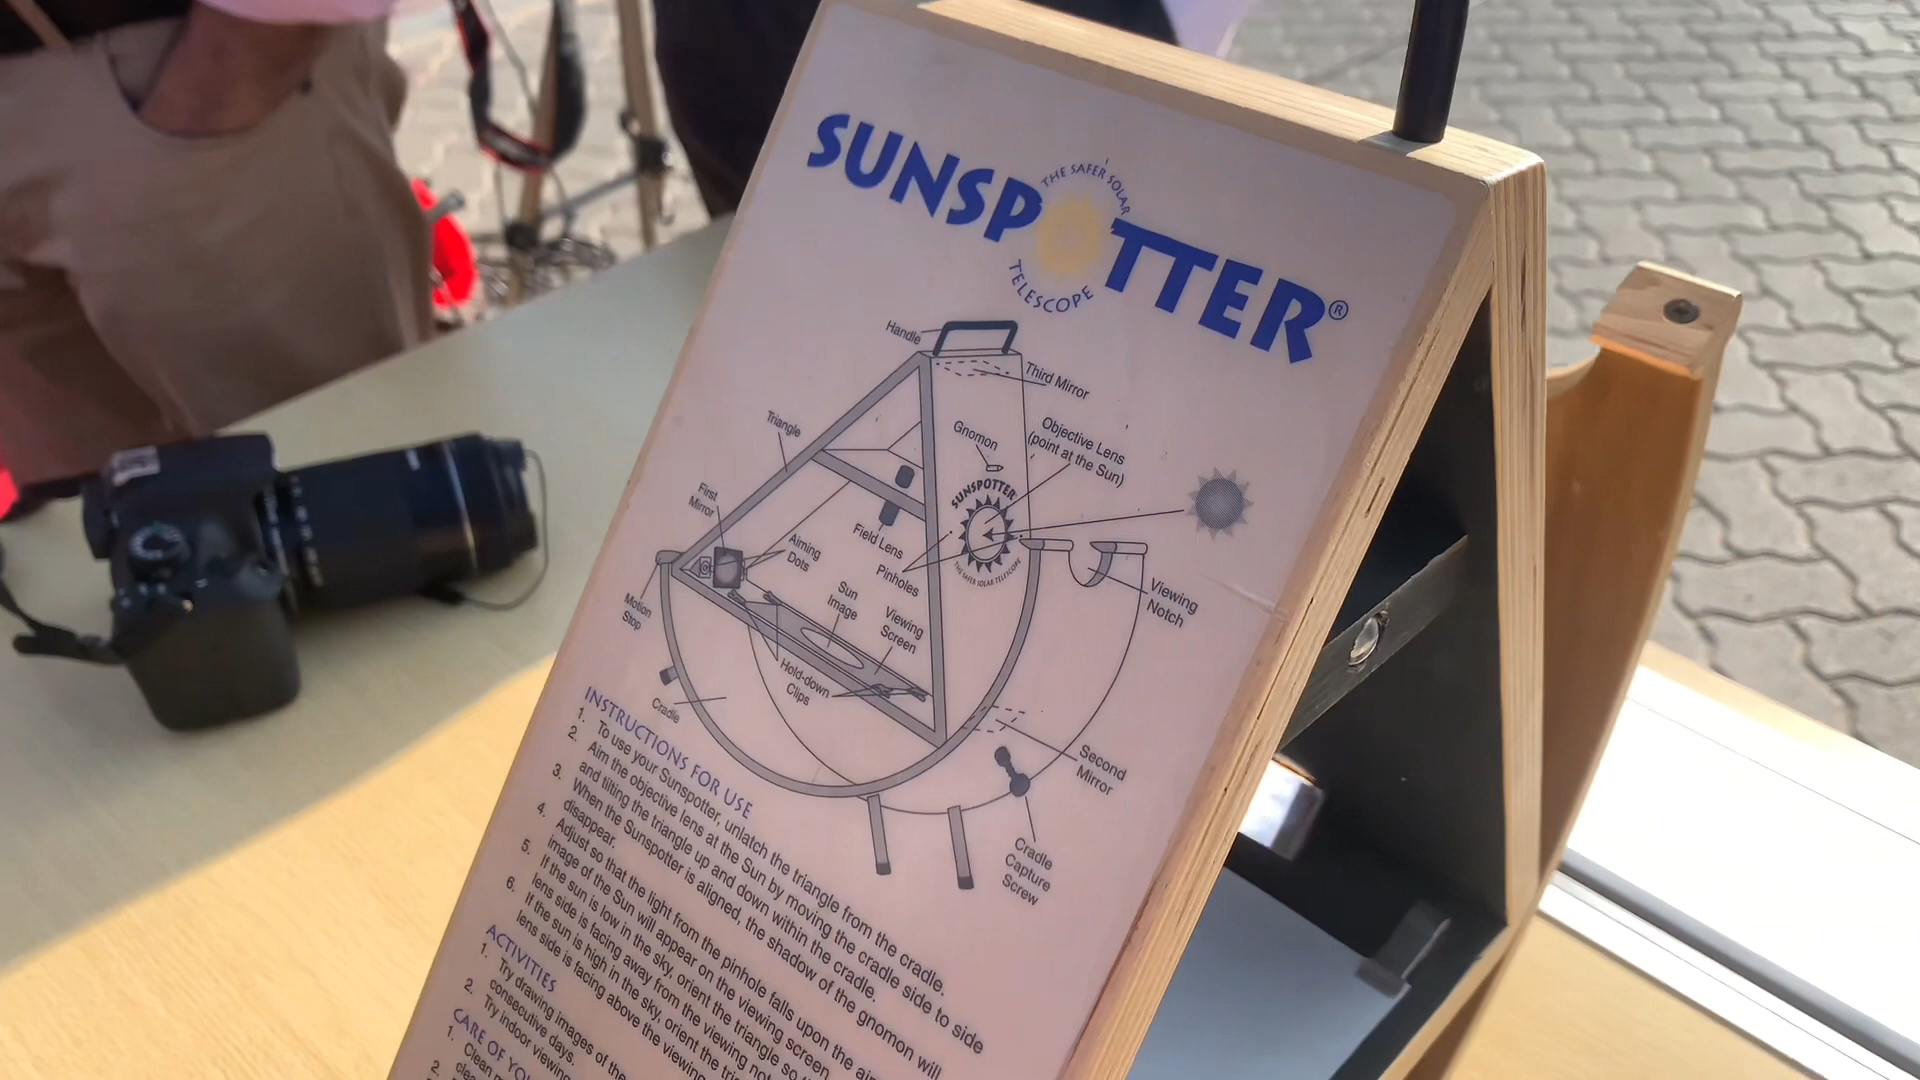 SUNSPOTTER®
THE SAFER SOLAR
TELESCOPE
Handle
Third Mirror
Triangle
Gnomon
Objective Lens
(point at the Sun)
First
Mirror
SUNSPOTTER
THE SAFER SOLAR TELESCOPE
Field Lens
Aiming
Dots
Pinholes
Sun
Image
Viewing
Screen
Viewing
Notch
Motion
Stop
Hold-down
Clips
Cradle
Second
Mirror
Cradle
Capture
Screw
INSTRUCTIONS FOR USE
1. To use your Sunspotter, unlatch the triangle from the cradle.
2. Aim the objective lens at the Sun by moving the cradle side to side
and tilting the triangle up and down within the cradle.
3. When the Sunspotter is aligned, the shadow of the gnomon will
disappear.
4. Adjust so that the light from the pinhole falls upon the
image of the Sun will appear on the viewing screen.
5. If the sun is low in the sky, orient the triangle so
lens side is facing away from the viewing
6. If the sun is high in the sky, orient the
lens side is facing above the viewing
ACTIVITIES
1. Try drawing images of the
consecutive days.
2. Try indoor viewing
CARE OF
1. Clean
2.